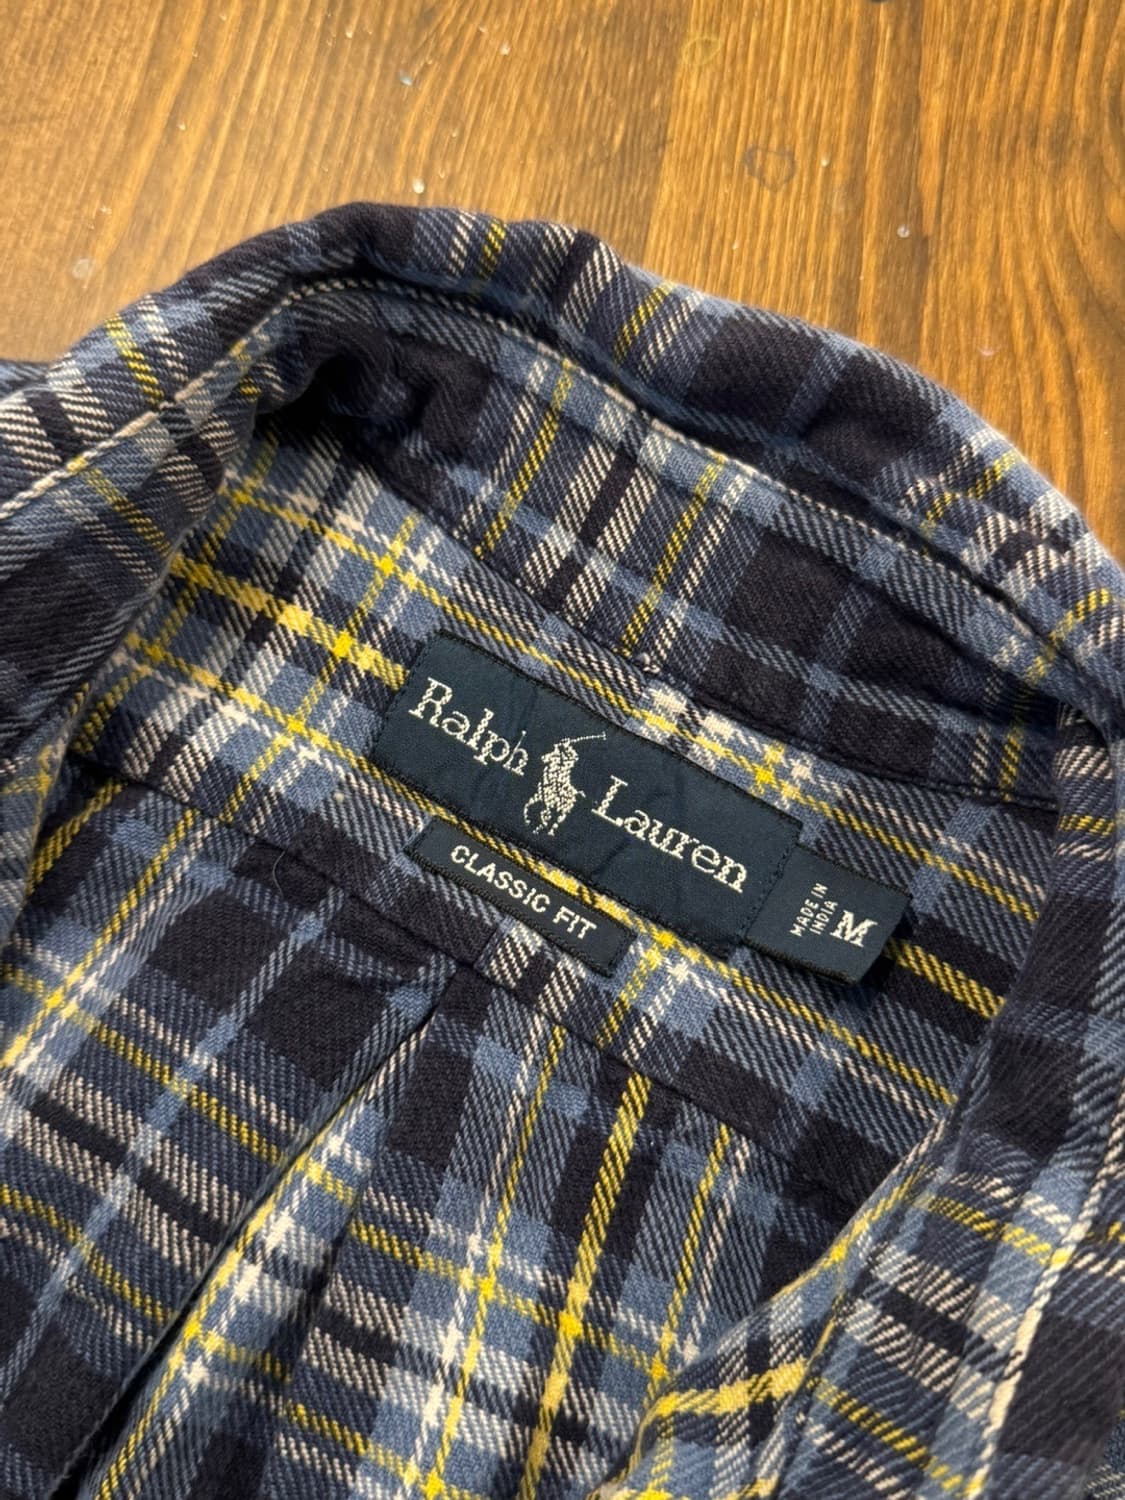 Ralph Lauren
CLASSIC FIT
MADE IN
INDIA
M